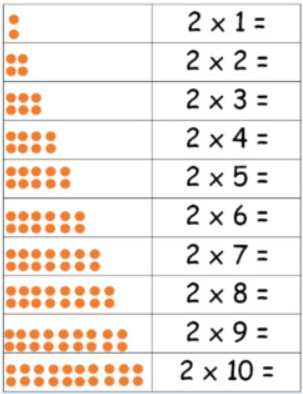 2 x 1 =
2 x 2 =
2 x 3 =
2 x 4 =
2 x 5 =
2 x 6 =
2 x 7 =
2 x 8 =
2 x 9 =
2 x 10 =